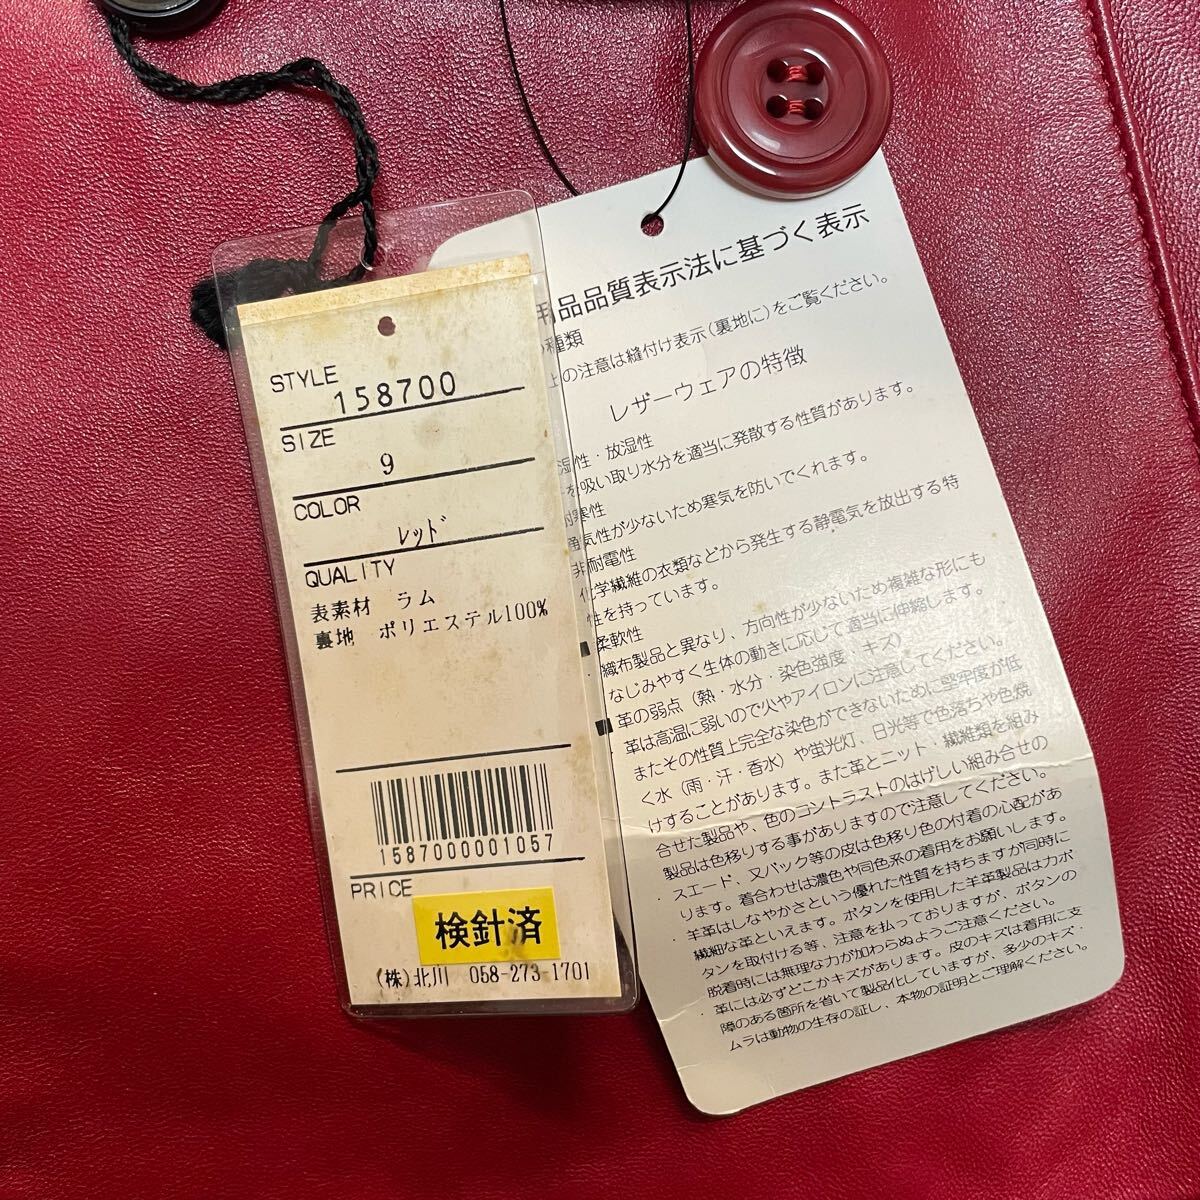 STYLE
158700
SIZE
9
COLOR
レッド
QUALITY
表素材 ラム
裏地 ポリエステル100%
1587000001057
PRICE
検針済
(株)北川 058-273-1701
用品品質表示法に基づく表示
種類
の注意は縫付け表示(裏地に)をご覧ください。
レザーウェアの特徴
湿性・放湿性
を吸い取り水分を適当に発散する性質があります。
耐寒性
通気性が少ないため寒気を防いでくれます。
非耐電性
化学繊維の衣類などから発生する静電気を放出する特
性を持っています。
■柔軟性
織布製品と異なり、方向性が少ないため複雑な形にも
なじみやすく生体の動きに応じて適当に伸縮します。
■革の弱点(熱・水分・染色強度 キズ)
革は高温に弱いので火やアイロンに注意してください。
またその性質上完全な染色ができないために堅牢度が低
く水(雨・汗・香水)や蛍光灯、日光等で色落ちや色焼
けすることがあります。また革とニット・繊維類を組み
合せた製品や、色のコントラストのはげしい組み合せの
製品は色移りする事がありますので注意してください。
・スエード、又バック等の皮は色移り色の付着の心配があ
ります。着合わせは濃色や同色系の着用をお願いします。
・羊革はしなやかさという優れた性質を持ちますが同時に
繊細な革といえます。ボタンを使用した羊革製品はカボ
タンを取付ける等、注意を払っておりますが、ボタンの
脱着時には無理な力が加わらぬようご注意ください。
・革には必ずどこかキズがあります。皮のキズは着用に支
障のある箇所を省いて製品化していますが、多少のキズ・
ムラは動物の生存の証し、本物の証明とご理解ください。